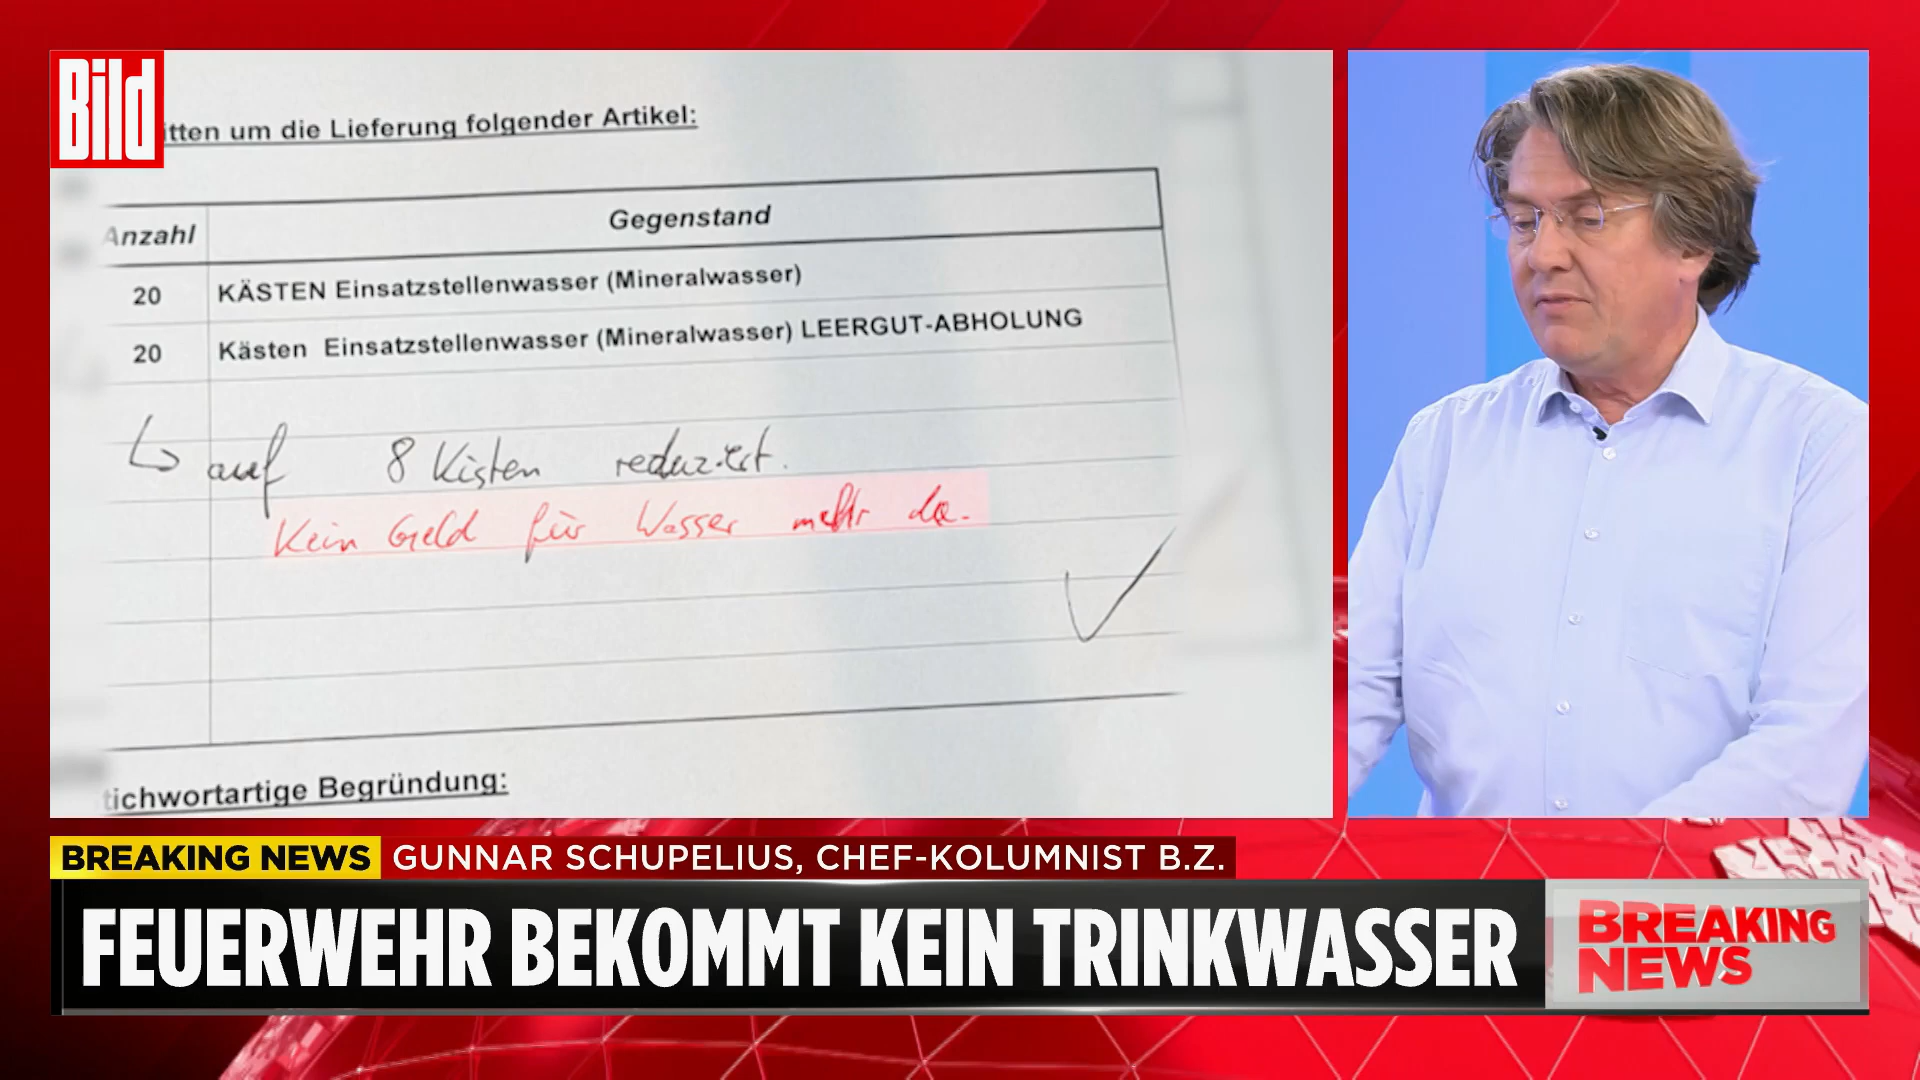 Bild
itten um die Lieferung folgender Artikel:
Anzahl Gegenstand
20 KÄSTEN Einsatzstellenwasser (Mineralwasser)
20 Kästen Einsatzstellenwasser (Mineralwasser) LEERGUT-ABHOLUNG
↳ auf 8 Kisten reduziert.
Kein Geld für Wasser mehr da.
tichwortartige Begründung:
BREAKING NEWS GUNNAR SCHUPELIUS, CHEF-KOLUMNIST B.Z.
FEUERWEHR BEKOMMT KEIN TRINKWASSER
BREAKING
NEWS